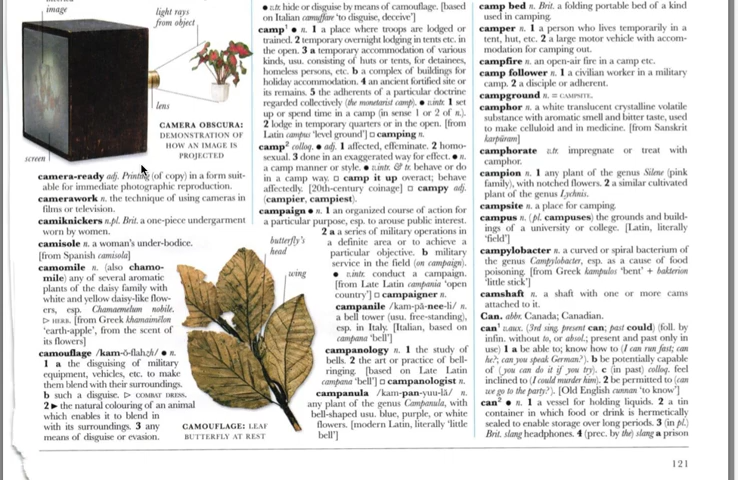 image
light rays
from object
lens
screen
CAMERA OBSCURA:
DEMONSTRATION OF
HOW AN IMAGE IS
PROJECTED
camera-ready adj. Printing (of copy) in a form suit-
able for immediate photographic reproduction.
camerawork n. the technique of using cameras in
films or television.
camiknickers n.pl. Brit. a one-piece undergarment
worn by women.
camisole n. a woman's under-bodice.
[from Spanish camisola]
camomile n. (also chamo-
mile) any of several aromatic
plants of the daisy family with
white and yellow daisy-like flow-
ers, esp. Chamaemelum nobile.
▷ HERB. [from Greek khamaimēlon
'earth-apple', from the scent of
its flowers]
camouflage /kam-ŏ-flahzh/ ● n.
1 a the disguising of military
equipment, vehicles, etc. to make
them blend with their surroundings.
b such a disguise. ▷ COMBAT DRESS.
2 ▶ the natural colouring of an animal
which enables it to blend in
with its surroundings. 3 any
means of disguise or evasion.
butterfly's
head
wing
CAMOUFLAGE: LEAF
BUTTERFLY AT REST
● v.tr. hide or disguise by means of camouflage. [based
on Italian camuffare 'to disguise, deceive']
camp¹ ● n. 1 a place where troops are lodged or
trained. 2 temporary overnight lodging in tents etc. in
the open. 3 a temporary accommodation of various
kinds, usu. consisting of huts or tents, for detainees,
homeless persons, etc. b a complex of buildings for
holiday accommodation. 4 an ancient fortified site or
its remains. 5 the adherents of a particular doctrine
regarded collectively (the monetarist camp). ● v.intr. 1 set
up or spend time in a camp (in sense 1 or 2 of n.).
2 lodge in temporary quarters or in the open. [from
Latin campus 'level ground'] □ camping n.
camp² colloq. ● adj. 1 affected, effeminate. 2 homo-
sexual. 3 done in an exaggerated way for effect. ● n.
a camp manner or style. ● v.intr. & tr. behave or do
in a camp way. □ camp it up overact; behave
affectedly. [20th-century coinage] □ campy adj.
(campier, campiest).
campaign ● n. 1 an organized course of action for
a particular purpose, esp. to arouse public interest.
2 a a series of military operations in
a definite area or to achieve a
particular objective. b military
service in the field (on campaign).
● v.intr. conduct a campaign.
[from Late Latin campania 'open
country'] □ campaigner n.
campanile /kam-pă-nee-li/ n.
a bell tower (usu. free-standing),
esp. in Italy. [Italian, based on
campana 'bell']
campanology n. 1 the study of
bells. 2 the art or practice of bell-
ringing. [based on Late Latin
campana 'bell'] □ campanologist n.
campanula /kam-pan-yuu-lă/ n.
any plant of the genus Campanula, with
bell-shaped usu. blue, purple, or white
flowers. [modern Latin, literally 'little
bell']
camp bed n. Brit. a folding portable bed of a kind
used in camping.
camper n. 1 a person who lives temporarily in a
tent, hut, etc. 2 a large motor vehicle with accom-
modation for camping out.
campfire n. an open-air fire in a camp etc.
camp follower n. 1 a civilian worker in a military
camp. 2 a disciple or adherent.
campground n. = CAMPSITE.
camphor n. a white translucent crystalline volatile
substance with aromatic smell and bitter taste, used
to make celluloid and in medicine. [from Sanskrit
karpūram]
camphorate v.tr. impregnate or treat with
camphor.
campion n. 1 any plant of the genus Silene (pink
family), with notched flowers. 2 a similar cultivated
plant of the genus Lychnis.
campsite n. a place for camping.
campus n. (pl. campuses) the grounds and build-
ings of a university or college. [Latin, literally
'field']
campylobacter n. a curved or spiral bacterium of
the genus Campylobacter, esp. as a cause of food
poisoning. [from Greek kampulos 'bent' + baktērion
'little stick']
camshaft n. a shaft with one or more cams
attached to it.
Can. abbr. Canada; Canadian.
can¹ v.aux. (3rd sing. present can; past could) (foll. by
infin. without to, or absol.; present and past only in
use) 1 a be able to; know how to (I can run fast; can
he?; can you speak German?). b be potentially capable
of (you can do it if you try). c (in past) colloq. feel
inclined to (I could murder him). 2 be permitted to (can
we go to the party?). [Old English cunnan 'to know']
can² ● n. 1 a vessel for holding liquids. 2 a tin
container in which food or drink is hermetically
sealed to enable storage over long periods. 3 (in pl.)
Brit. slang headphones. 4 (prec. by the) slang a prison
121